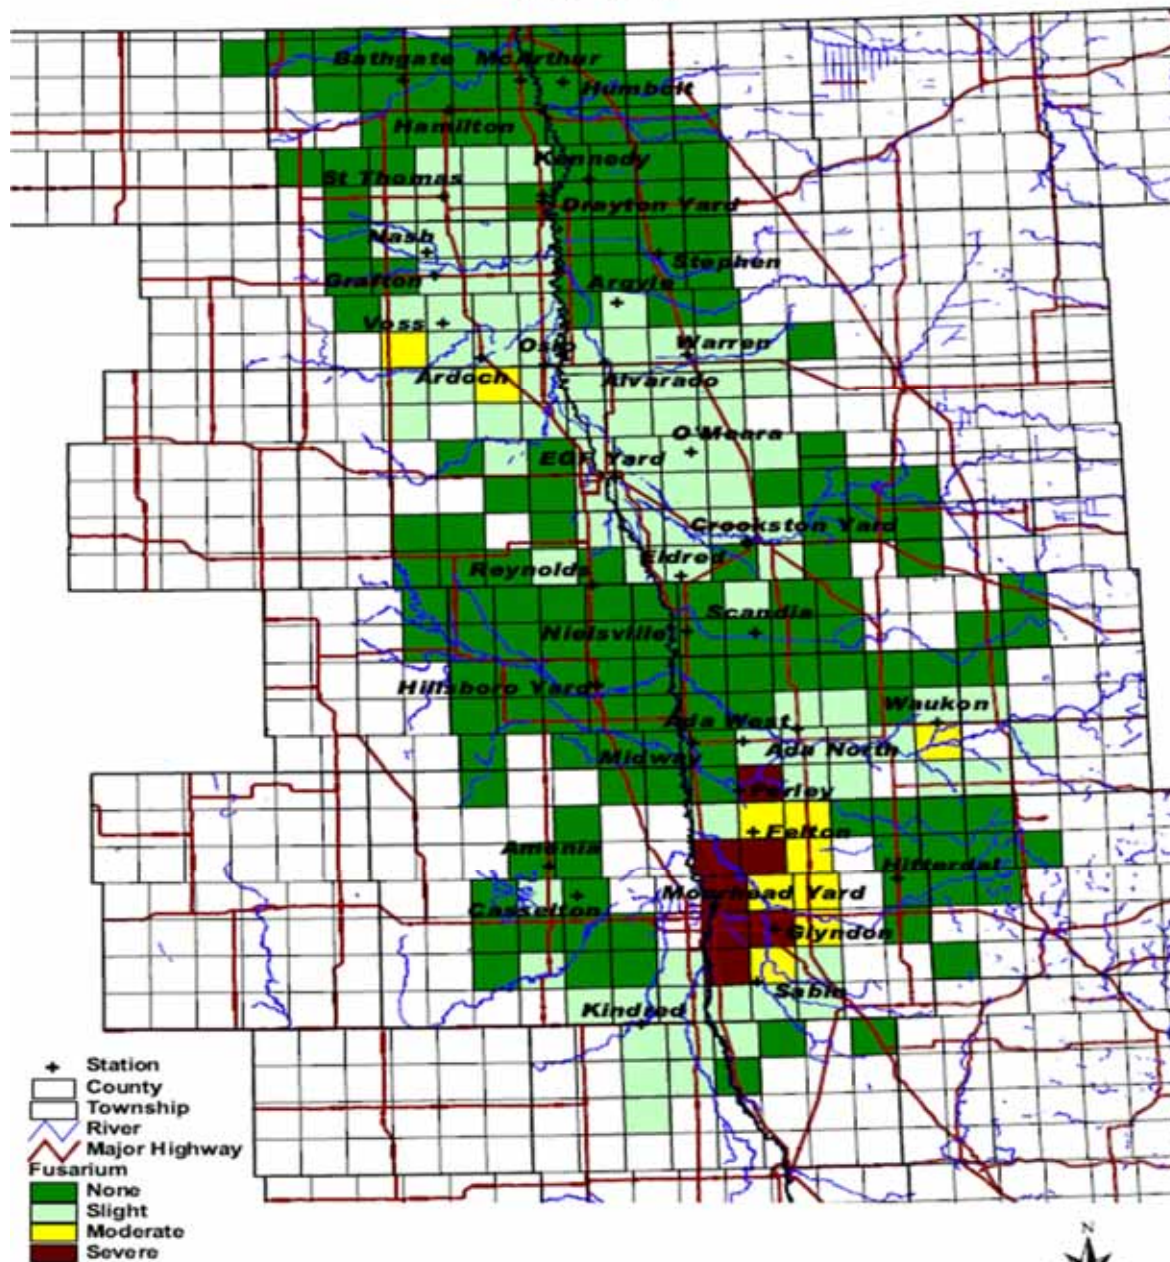 Bathgate McArthur
Humbolt
Hamilton
Kennedy
St Thomas
Drayton Yard
Nash
Stephen
Grafton
Argyle
Voss
Oslo
Warren
Ardoch
Alvarado
O'Meara
EGF Yard
Crookston Yard
Eldred
Reynolds
Scandia
Nielsville
Hillsboro Yard
Waukon
Ada West
Ada North
Midway
Perley
Felton
Amenia
Hitterdal
Moorhead Yard
Casselton
Glyndon
Sabin
Kindred
Station
County
Township
River
Major Highway
Fusarium
None
Slight
Moderate
Severe
N